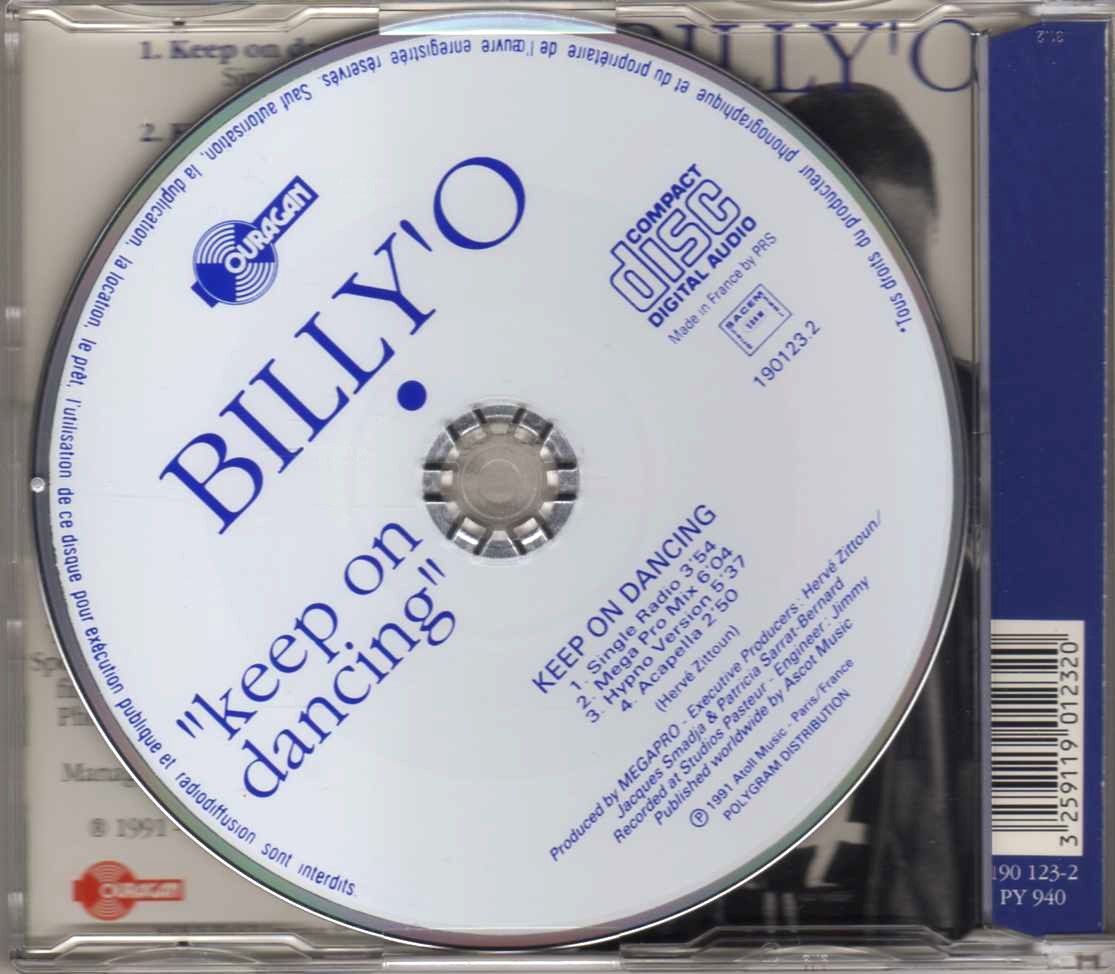 1. Keep on d
2.
BILLY'O
*Tous droits du producteur phonographique et du propriétaire de l'œuvre enregistrée réservés. Sauf autorisation, la duplication, la location, le prêt, l'utilisation de ce disque pour exécution publique et radiodiffusion sont interdits.
OURAGAN
BILLY'O
"keep on
dancing"
COMPACT
disc
DIGITAL AUDIO
Made in France by PRS
SACEM
190123.2
KEEP ON DANCING
1. Single Radio 3'54
2. Mega Pro Mix 6'04
3. Hypno Version 5'37
4. Acapella 2'50
(Hervé Zittoun)
Produced by MEGAPRO - Executive Producers : Hervé Zittoun/
Jacques Smadja & Patricia Sarrat-Bernard
Recorded at Studios Pasteur - Engineer : Jimmy
Published worldwide by Ascot Music
℗ 1991 Atoll Music - Paris/France
POLYGRAM DISTRIBUTION
Manag
℗ 1991
OURAGAN
3 259119 012320
190 123-2
PY 940